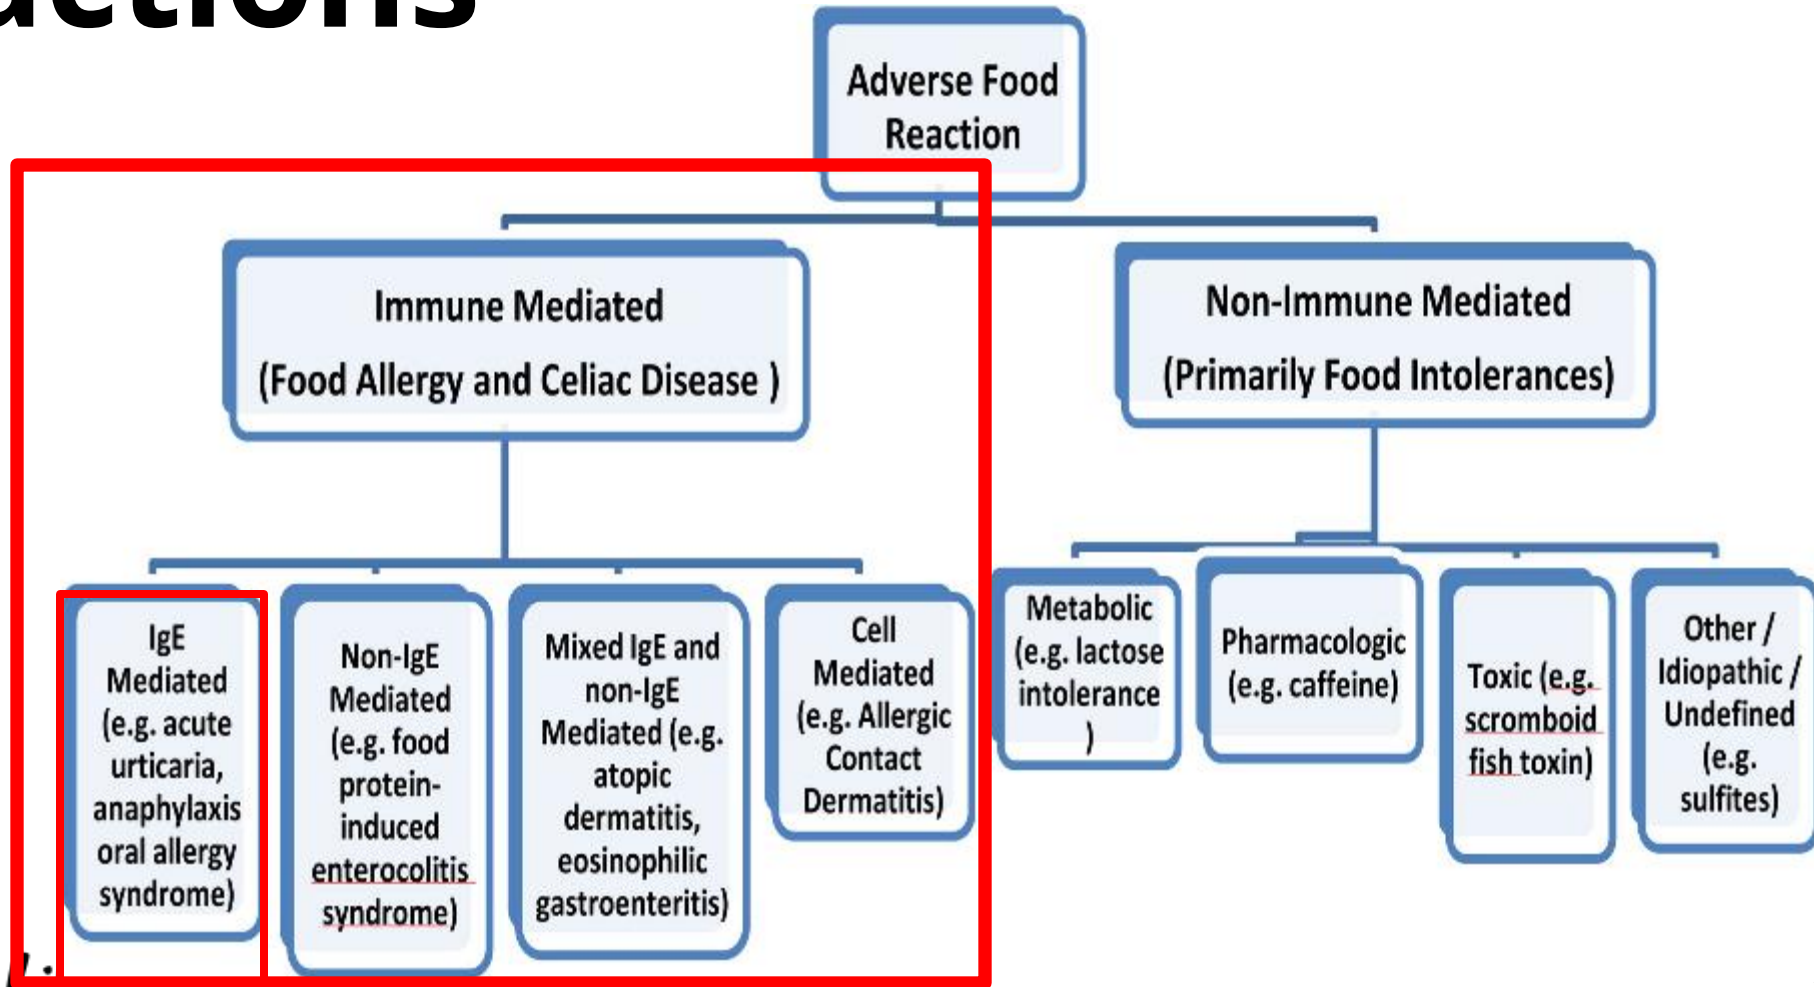 actions
Adverse Food
Reaction
Immune Mediated
(Food Allergy and Celiac Disease )
Non-Immune Mediated
(Primarily Food Intolerances)
IgE
Mediated
(e.g. acute
urticaria,
anaphylaxis
oral allergy
syndrome)
Non-IgE
Mediated
(e.g. food
protein-
induced
enterocolitis
syndrome)
Mixed IgE and
non-IgE
Mediated (e.g.
atopic
dermatitis,
eosinophilic
gastroenteritis)
Cell
Mediated
(e.g. Allergic
Contact
Dermatitis)
Metabolic
(e.g. lactose
intolerance
)
Pharmacologic
(e.g. caffeine)
Toxic (e.g.
scromboid
fish toxin)
Other /
Idiopathic /
Undefined
(e.g.
sulfites)